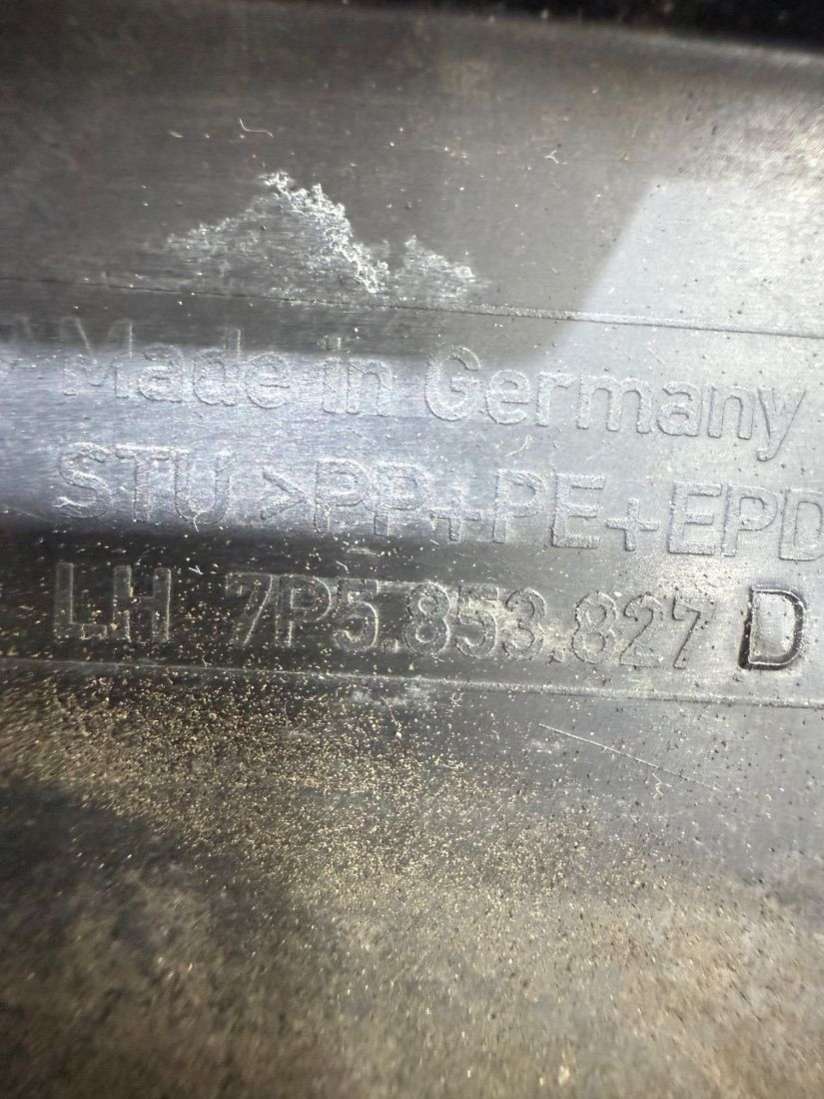 Made in Germany
STU >PP+PE+EPD
LH 7P5.853.827 D